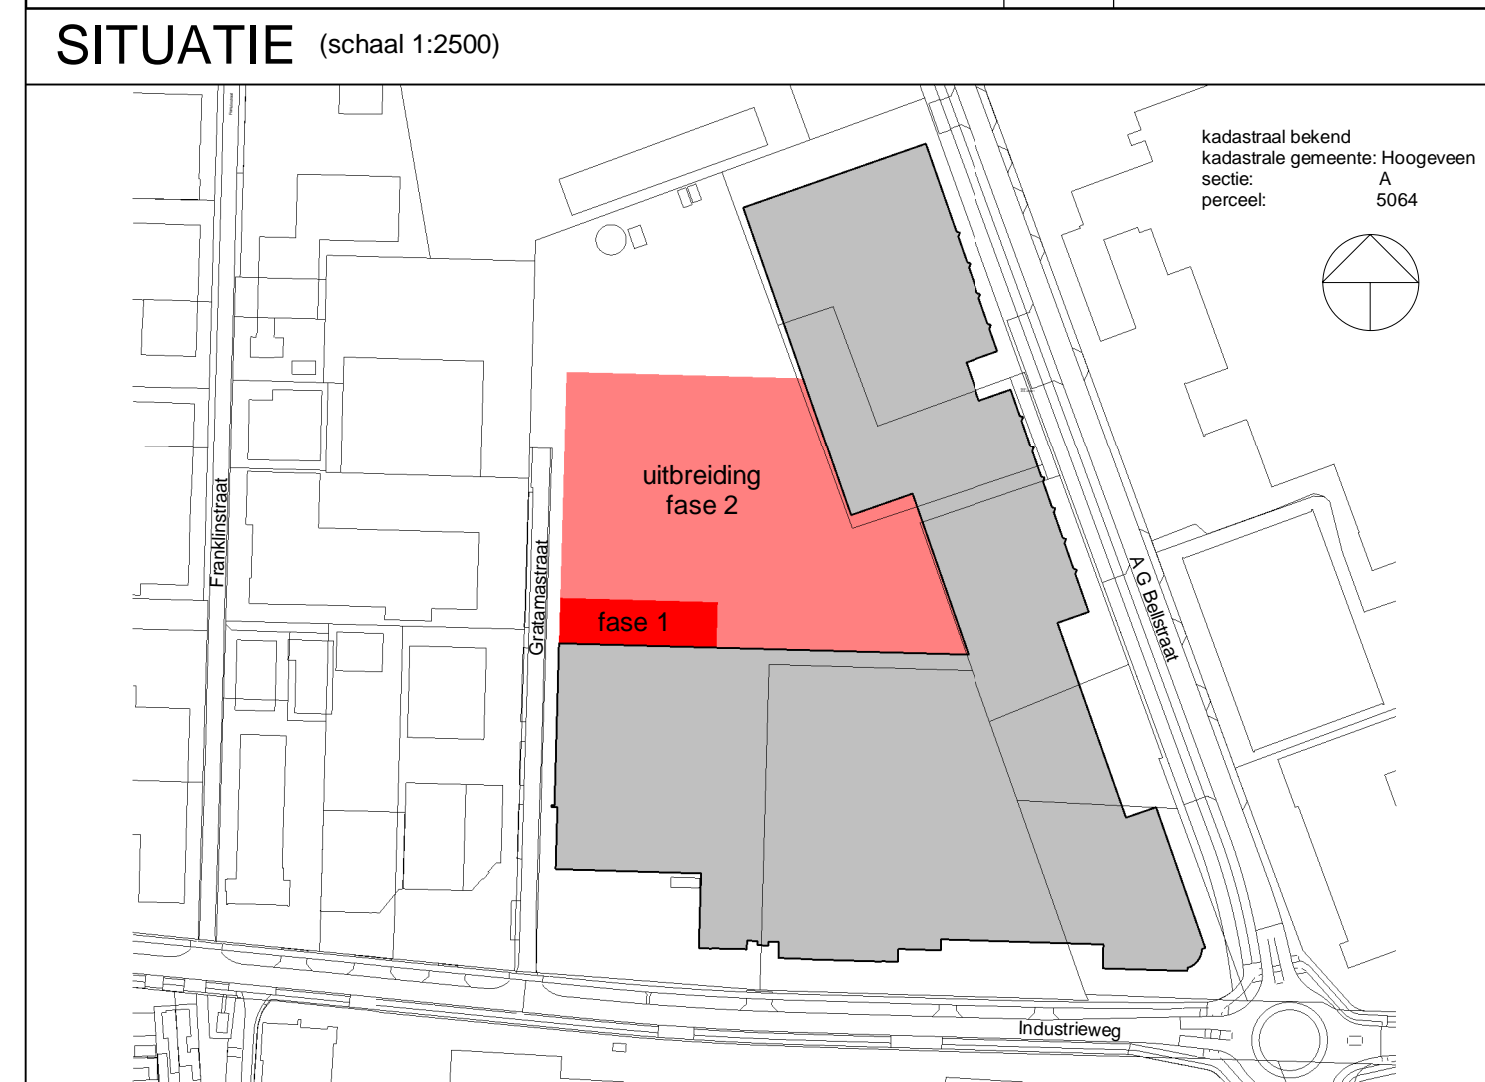 SITUATIE (schaal 1:2500)
kadastraal bekend
kadastrale gemeente: Hoogeveen
sectie: A
perceel: 5064
uitbreiding
fase 2
fase 1
Franklinstraat
Gratamastraat
A G Bellstraat
Industrieweg